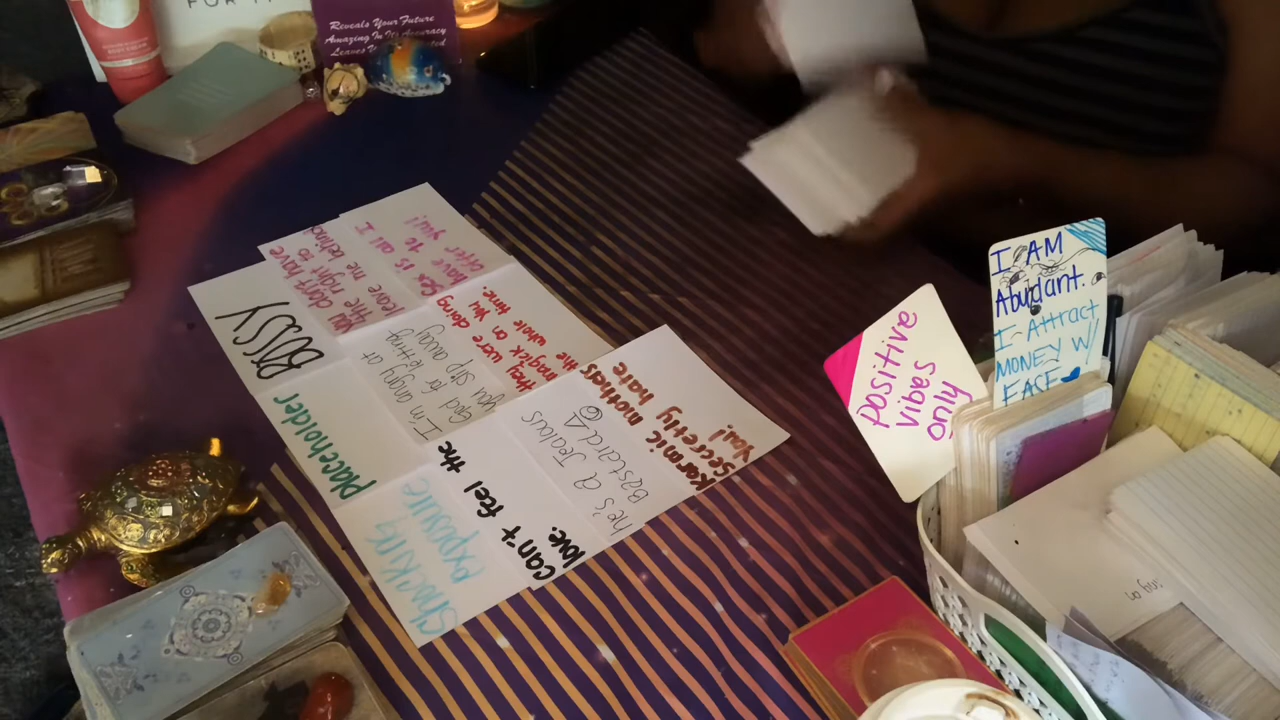 FOR
Reveals Your Future
Amazing In Its Accuracy
Leaves
You don't have
the right to
leave me behind
Sex is all I
have to
offer you!
BOSSY
I'm angry at
God for letting
you slip away
they were doing
magick on you
the whole time.
placeholder
Shocking
exposure
can't feel the
love.
he's a Jealous
Bastard
Karmic mothers
secretly hate
you!
positive
vibes
only
I AM
Abudant.
I Attract
MONEY W/
EASE